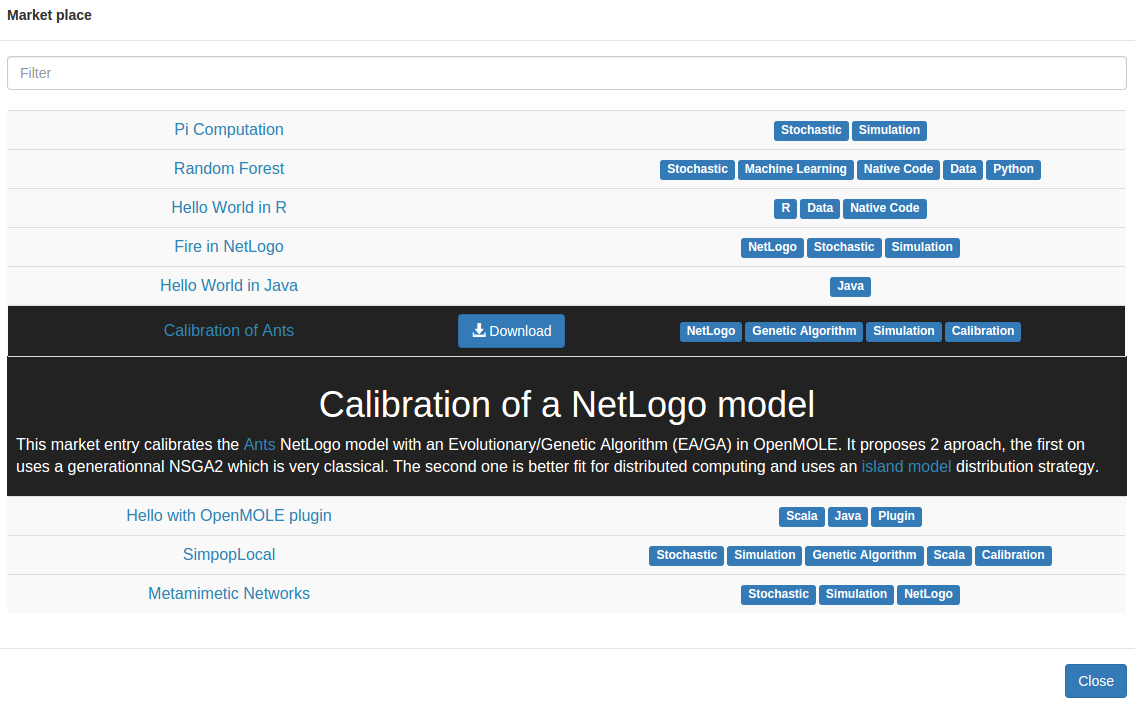 Market place
Filter
Pi Computation Stochastic Simulation
Random Forest Stochastic Machine Learning Native Code Data Python
Hello World in R R Data Native Code
Fire in NetLogo NetLogo Stochastic Simulation
Hello World in Java Java
Calibration of Ants Download NetLogo Genetic Algorithm Simulation Calibration
Calibration of a NetLogo model
This market entry calibrates the Ants NetLogo model with an Evolutionary/Genetic Algorithm (EA/GA) in OpenMOLE. It proposes 2 aproach, the first on
uses a generationnal NSGA2 which is very classical. The second one is better fit for distributed computing and uses an island model distribution strategy.
Hello with OpenMOLE plugin Scala Java Plugin
SimpopLocal Stochastic Simulation Genetic Algorithm Scala Calibration
Metamimetic Networks Stochastic Simulation NetLogo
Close